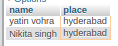 Options
name place
yatin vohra hyderabad
Nikita singh hyderabad